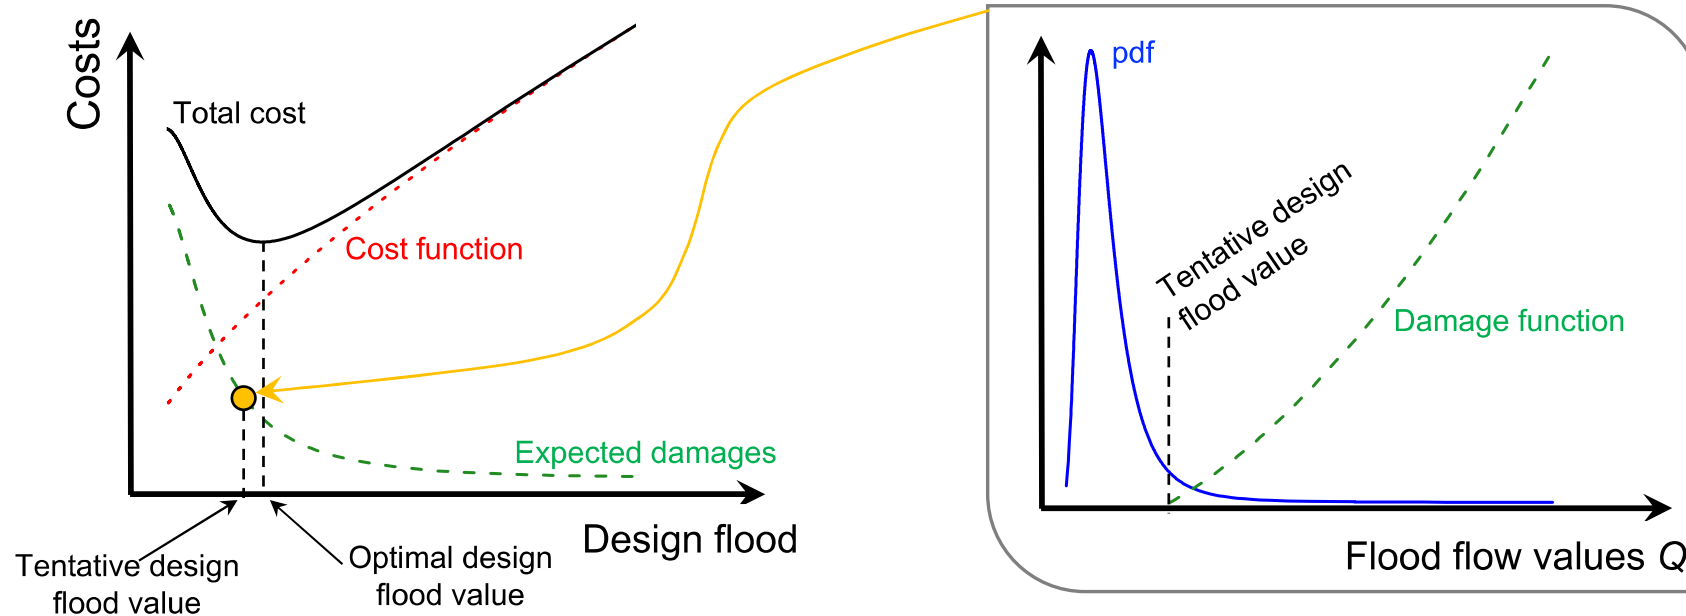 Costs
Total cost
Cost function
Expected damages
Design flood
Tentative design
flood value
Optimal design
flood value
pdf
Tentative design
flood value
Damage function
Flood flow values Q